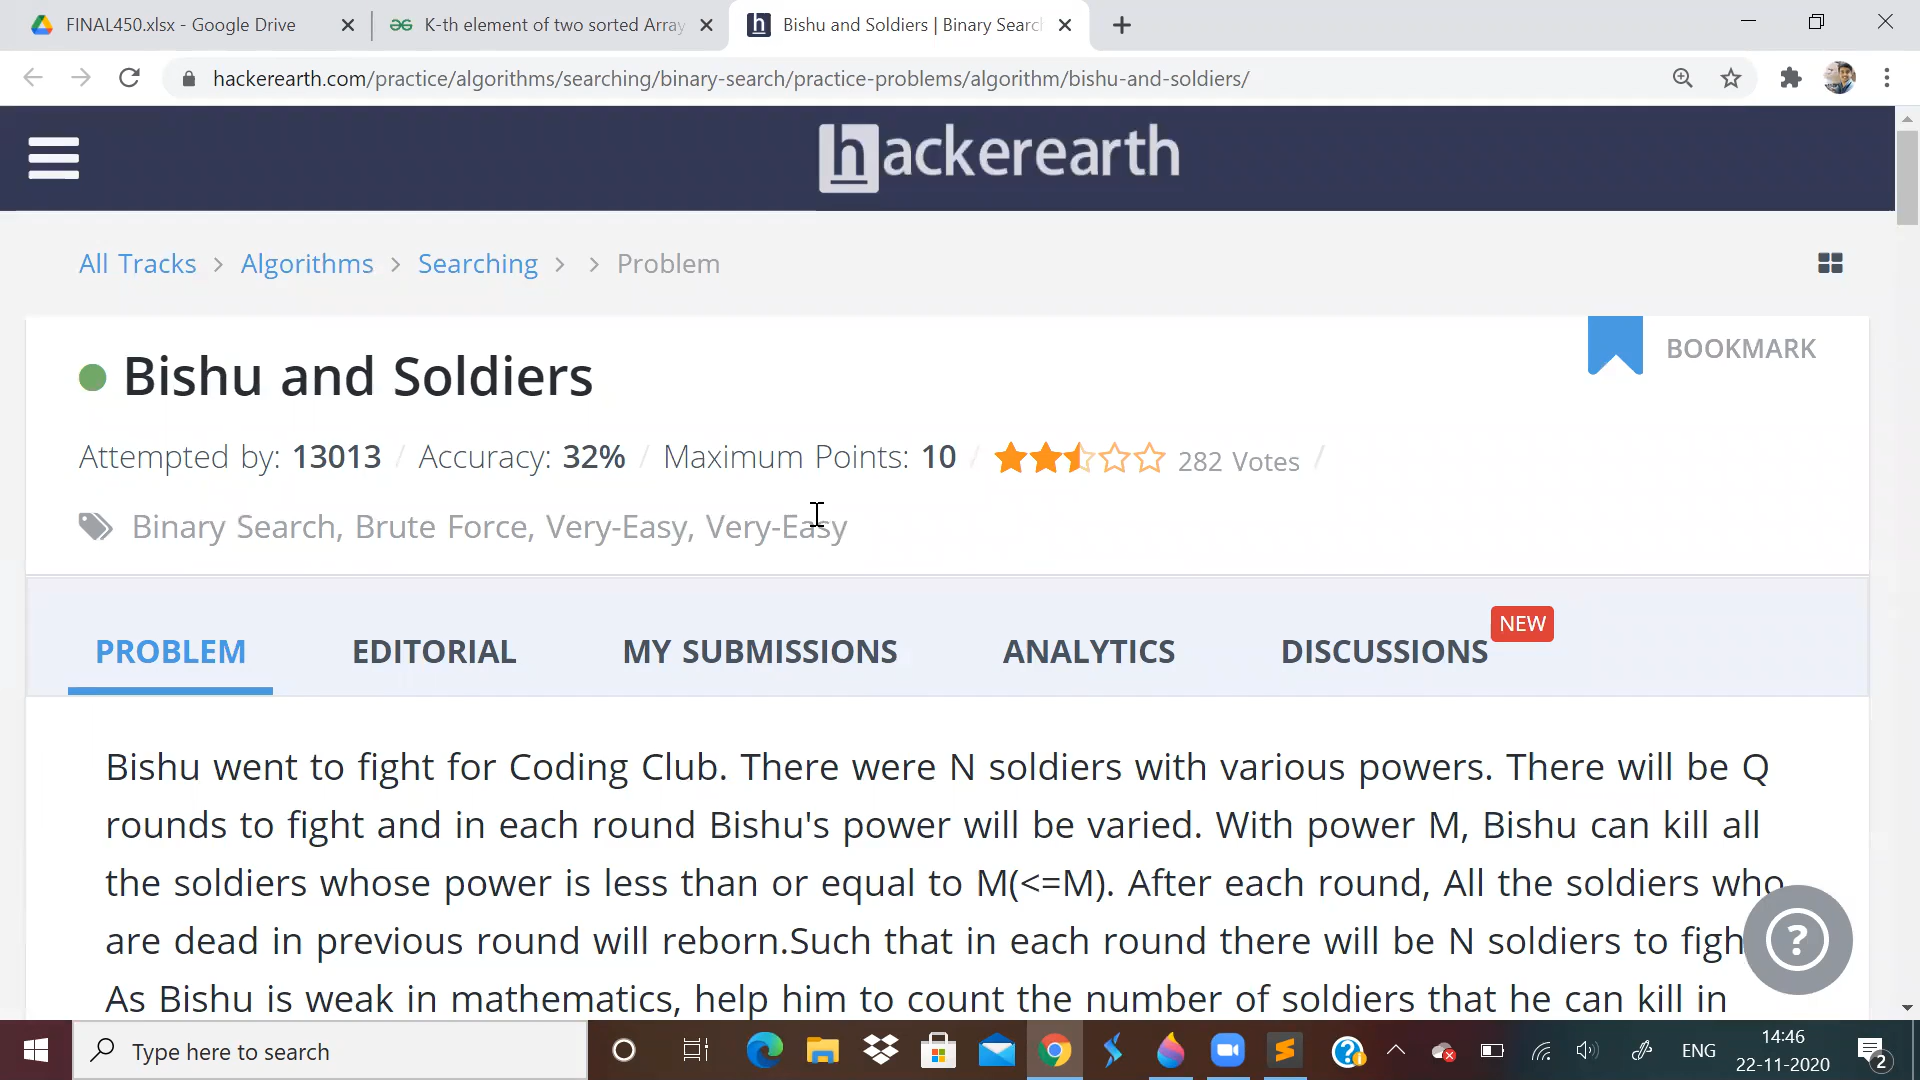 FINAL450.xlsx - Google Drive
K-th element of two sorted Array
Bishu and Soldiers | Binary Searc
hackerearth.com/practice/algorithms/searching/binary-search/practice-problems/algorithm/bishu-and-soldiers/
hackerearth
All Tracks > Algorithms > Searching > > Problem
Bishu and Soldiers
BOOKMARK
Attempted by: 13013 / Accuracy: 32% / Maximum Points: 10 / 282 Votes /
Binary Search, Brute Force, Very-Easy, Very-Easy
PROBLEM EDITORIAL MY SUBMISSIONS ANALYTICS DISCUSSIONS NEW
Bishu went to fight for Coding Club. There were N soldiers with various powers. There will be Q
rounds to fight and in each round Bishu's power will be varied. With power M, Bishu can kill all
the soldiers whose power is less than or equal to M(<=M). After each round, All the soldiers who
are dead in previous round will reborn.Such that in each round there will be N soldiers to figh
As Bishu is weak in mathematics, help him to count the number of soldiers that he can kill in
?
Type here to search
ENG
14:46
22-11-2020
2